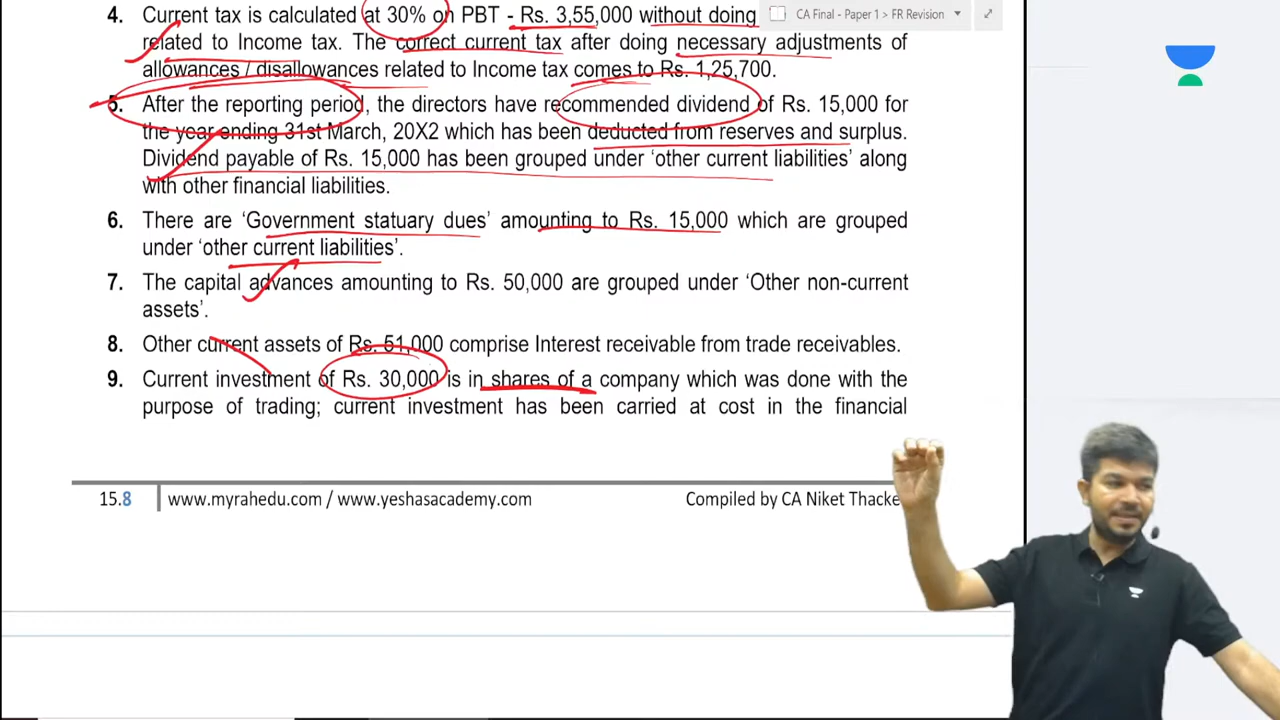 CA Final - Paper 1 > FR Revision
4. Current tax is calculated at 30% on PBT - Rs. 3,55,000 without doing
related to Income tax. The correct current tax after doing necessary adjustments of
allowances / disallowances related to Income tax comes to Rs. 1,25,700.
5. After the reporting period, the directors have recommended dividend of Rs. 15,000 for
the year ending 31st March, 20X2 which has been deducted from reserves and surplus.
Dividend payable of Rs. 15,000 has been grouped under ‘other current liabilities’ along
with other financial liabilities.
6. There are ‘Government statuary dues’ amounting to Rs. 15,000 which are grouped
under ‘other current liabilities’.
7. The capital advances amounting to Rs. 50,000 are grouped under ‘Other non-current
assets’.
8. Other current assets of Rs. 51,000 comprise Interest receivable from trade receivables.
9. Current investment of Rs. 30,000 is in shares of a company which was done with the
purpose of trading; current investment has been carried at cost in the financial
15.8 www.myrahedu.com / www.yeshasacademy.com Compiled by CA Niket Thacke